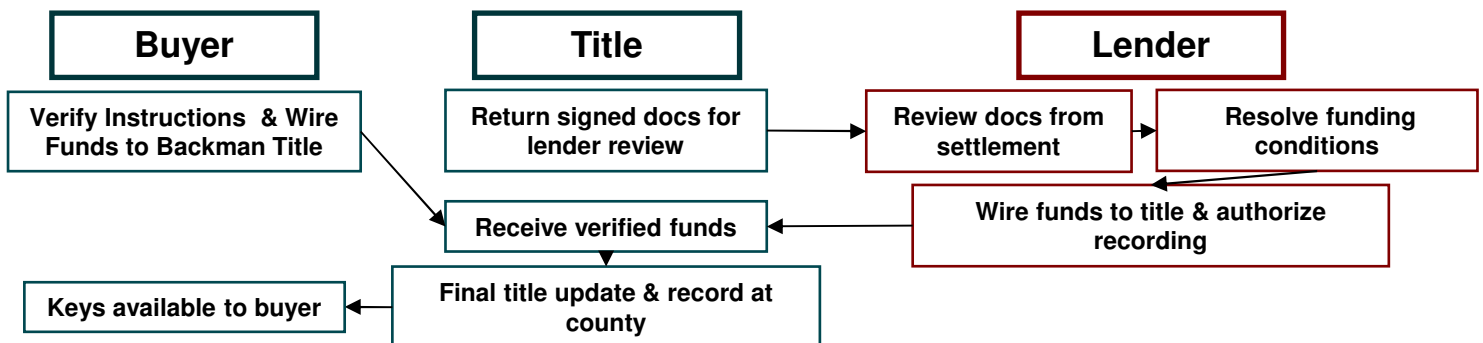 Buyer
Title
Lender
Verify Instructions & Wire
Funds to Backman Title
Return signed docs for
lender review
Review docs from
settlement
Resolve funding
conditions
Receive verified funds
Wire funds to title & authorize
recording
Keys available to buyer
Final title update & record at
county